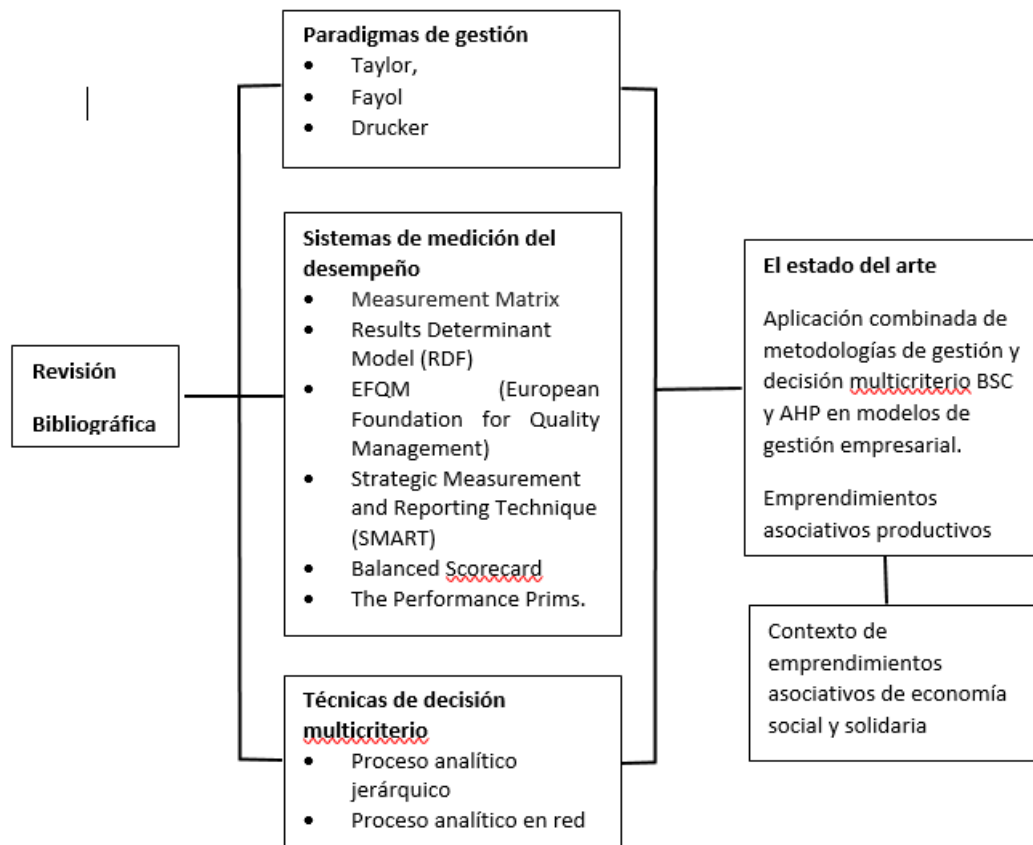 Revisión
Bibliográfica
Paradigmas de gestión
• Taylor,
• Fayol
• Drucker
Sistemas de medición del
desempeño
• Measurement Matrix
• Results Determinant
Model (RDF)
• EFQM (European
Foundation for Quality
Management)
• Strategic Measurement
and Reporting Technique
(SMART)
• Balanced Scorecard
• The Performance Prims.
Técnicas de decisión
multicriterio
• Proceso analítico
jerárquico
• Proceso analítico en red
El estado del arte
Aplicación combinada de
metodologías de gestión y
decisión multicriterio BSC
y AHP en modelos de
gestión empresarial.
Emprendimientos
asociativos productivos
Contexto de
emprendimientos
asociativos de economía
social y solidaria